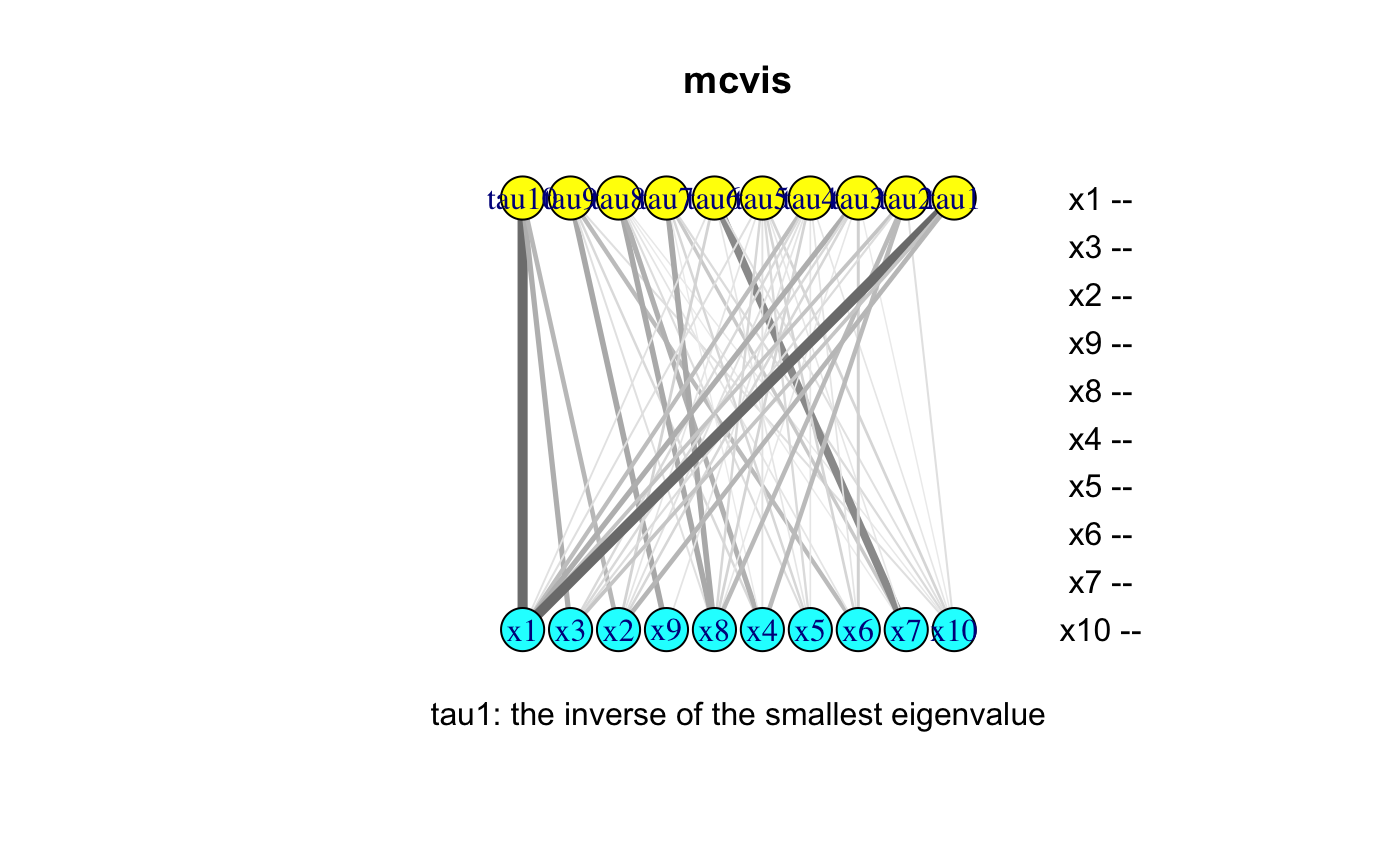 mcvis
tau10 tau9 tau8 tau7 tau6 tau5 tau4 tau3 tau2 tau1
x1 --
x3 --
x2 --
x9 --
x8 --
x4 --
x5 --
x6 --
x7 --
x10 --
x1 x3 x2 x9 x8 x4 x5 x6 x7 x10
tau1: the inverse of the smallest eigenvalue